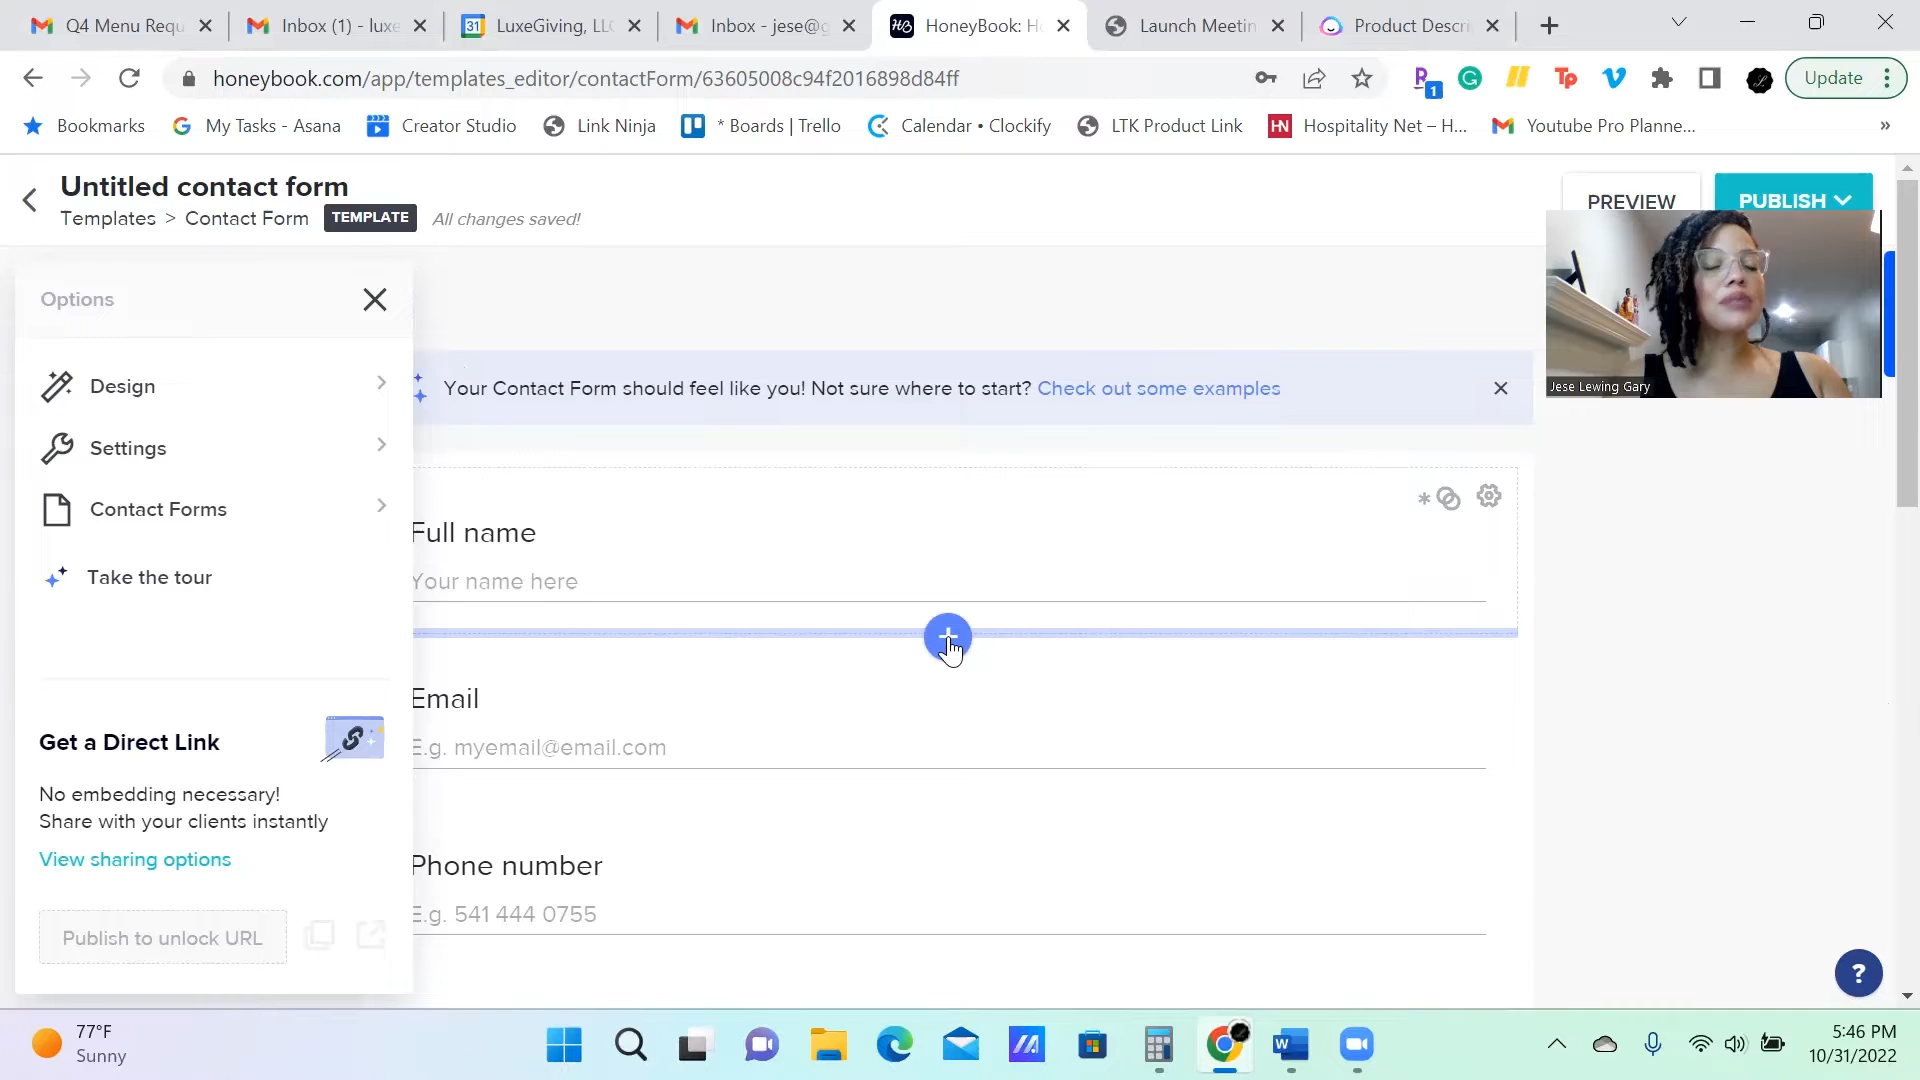 Q4 Menu Requ
Inbox (1) - luxe
LuxeGiving, LLC
Inbox - jese@g
HoneyBook: Ho
Launch Meetin
Product Descri
honeybook.com/app/templates_editor/contactForm/63605008c94f2016898d84ff
1
Update
Bookmarks
My Tasks - Asana
Creator Studio
Link Ninja
* Boards | Trello
Calendar • Clockify
LTK Product Link
Hospitality Net – H...
Youtube Pro Planne...
»
Untitled contact form
Templates > Contact Form TEMPLATE All changes saved!
PREVIEW
PUBLISH
Jese Lewing Gary
Options
Design
Settings
Contact Forms
Take the tour
Get a Direct Link
No embedding necessary!
Share with your clients instantly
View sharing options
Publish to unlock URL
Your Contact Form should feel like you! Not sure where to start? Check out some examples
Full name
Your name here
Email
E.g. myemail@email.com
Phone number
E.g. 541 444 0755
?
77°F
Sunny
5:46 PM
10/31/2022